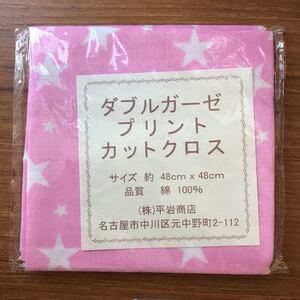 ダブルガーゼ
プリント
カットクロス
サイズ 約 48cm x 48cm
品質 綿 100%
(株)平岩商店
名古屋市中川区元中野町2-112